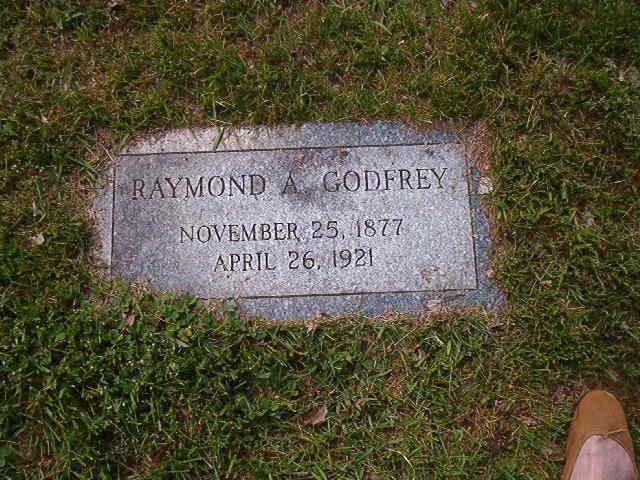 RAYMOND A. GODFREY
NOVEMBER 25, 1877
APRIL 26, 1921